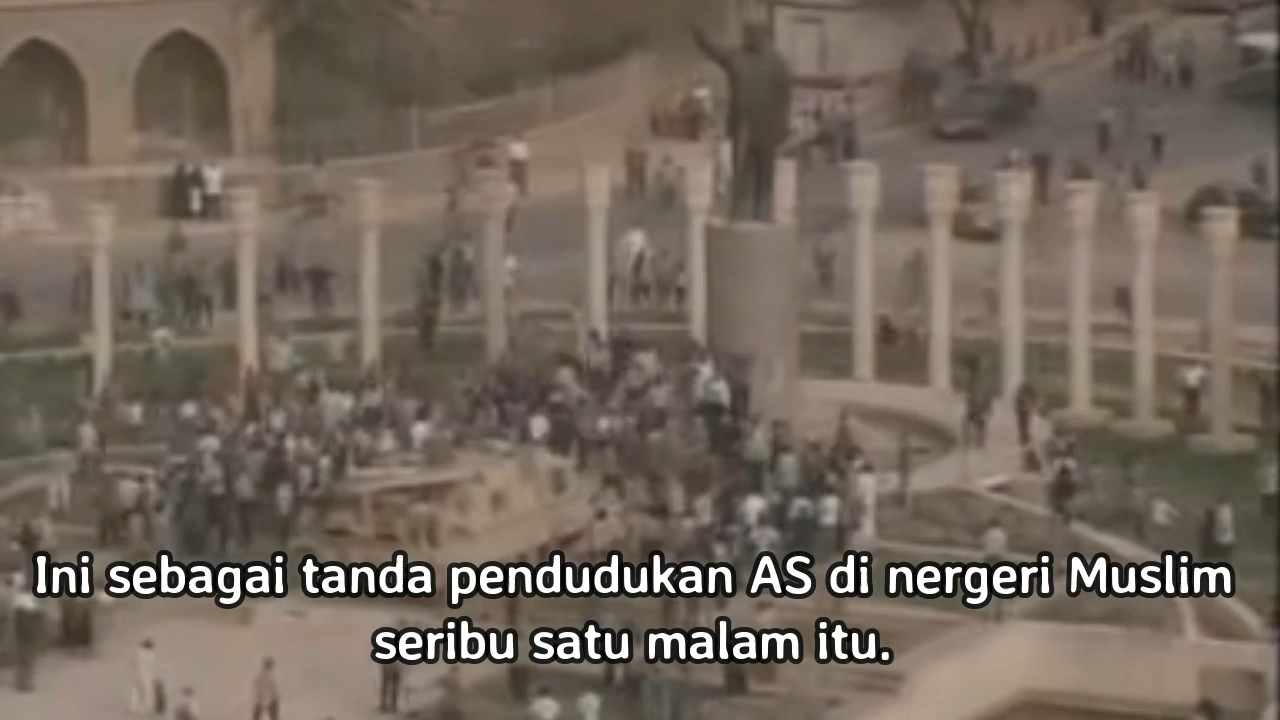 Ini sebagai tanda pendudukan AS di nergeri Muslim
seribu satu malam itu.